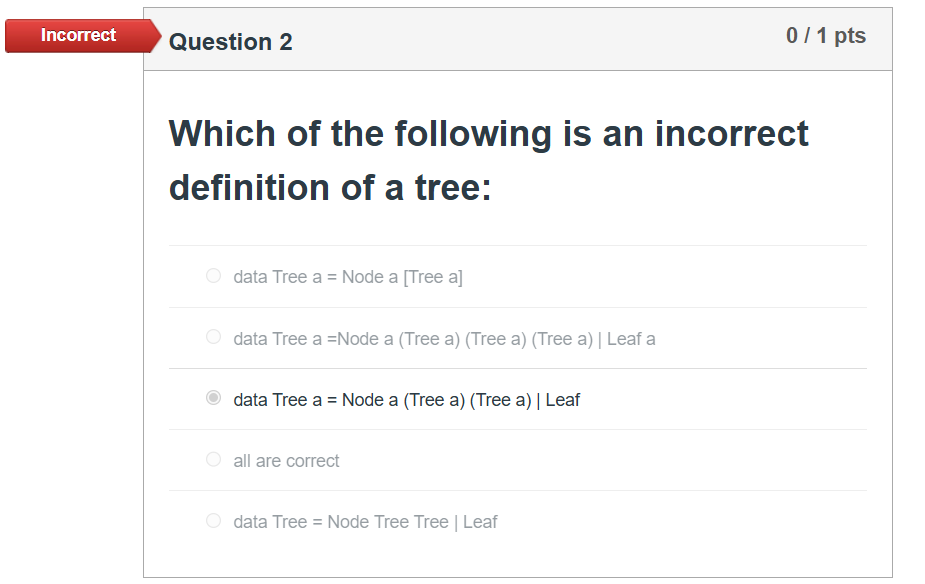 Incorrect
Question 2
0 / 1 pts
Which of the following is an incorrect
definition of a tree:
data Tree a = Node a [Tree a]
data Tree a =Node a (Tree a) (Tree a) (Tree a) | Leaf a
data Tree a = Node a (Tree a) (Tree a) | Leaf
all are correct
data Tree = Node Tree Tree | Leaf